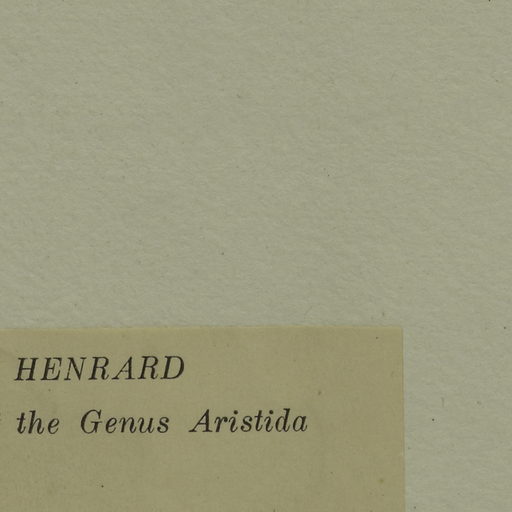 HENRARD
the Genus Aristida